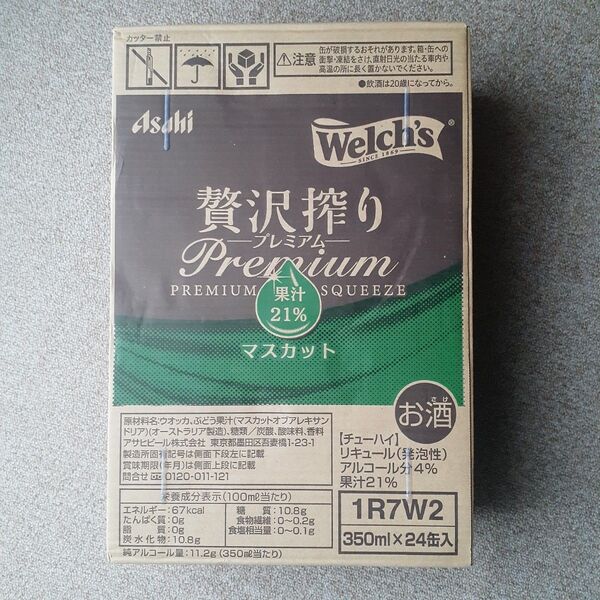 カッター禁止
⚠注意
缶が破損するおそれがあります。箱・缶への
衝撃・凍結をさけ、直射日光の当たる車内や
高温の所に長く置かないでください。
●飲酒は20歳になってから。
Asahi
Welch's®
SINCE 1869
贅沢搾り
プレミアム
Premium
PREMIUM SQUEEZE
果汁
21%
マスカット
さけ
お酒
原材料名:ウオッカ、ぶどう果汁(マスカットオブアレキサン
ドリア)(オーストラリア製造)、糖類/炭酸、酸味料、香料
アサヒビール株会社 東京都墨田区吾妻橋1-23-1
製造所固有記号は側面下段左に記載
賞味期限(年月)は側面上段に記載
問合せ 0120-011-121
【チューハイ】
リキュール(発泡性)
アルコール分4%
果汁21%
栄養成分表示(100mℓ当たり)
エネルギー:67kcal
たんぱく質:0g
脂質:0g
炭水化物:10.8g
糖質:10.8g
食物繊維:0~0.2g
食塩相当量:0~0.1g
純アルコール量:11.2g(350mℓ当たり)
1R7W2
350ml×24缶入